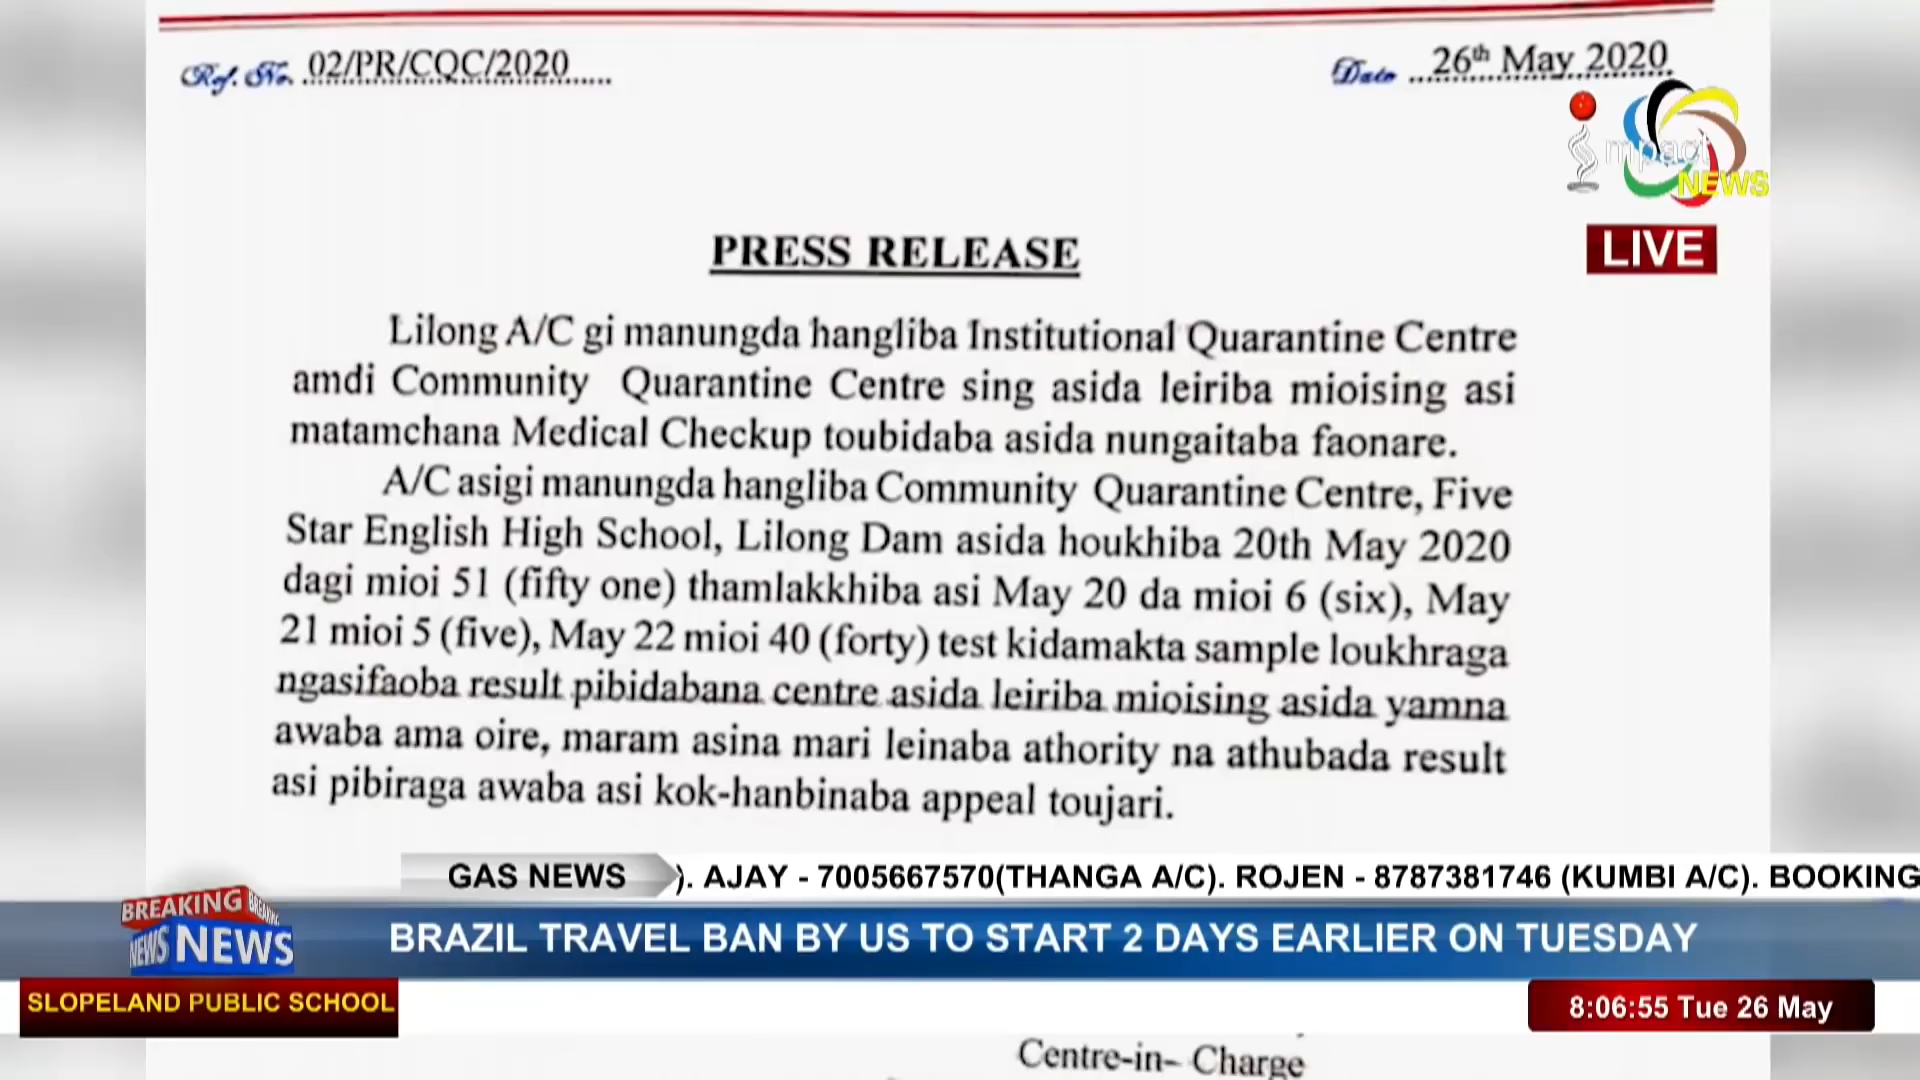 Ref. No. 02/PR/CQC/2020
Date 26th May 2020
Impact
NEWS
LIVE
PRESS RELEASE
Lilong A/C gi manungda hangliba Institutional Quarantine Centre
amdi Community Quarantine Centre sing asida leiriba mioising asi
matamchana Medical Checkup toubidaba asida nungaitaba faonare.
A/C asigi manungda hangliba Community Quarantine Centre, Five
Star English High School, Lilong Dam asida houkhiba 20th May 2020
dagi mioi 51 (fifty one) thamlakkhiba asi May 20 da mioi 6 (six), May
21 mioi 5 (five), May 22 mioi 40 (forty) test kidamakta sample loukhraga
ngasifaoba result pibidabana centre asida leiriba mioising asida yamna
awaba ama oire, maram asina mari leinaba athority na athubada result
asi pibiraga awaba asi kok-hanbinaba appeal toujari.
GAS NEWS ). AJAY - 7005667570(THANGA A/C). ROJEN - 8787381746 (KUMBI A/C). BOOKING
BREAKING BREAKING
NEWS NEWS
BRAZIL TRAVEL BAN BY US TO START 2 DAYS EARLIER ON TUESDAY
SLOPELAND PUBLIC SCHOOL
8:06:55 Tue 26 May
Centre-in- Charge